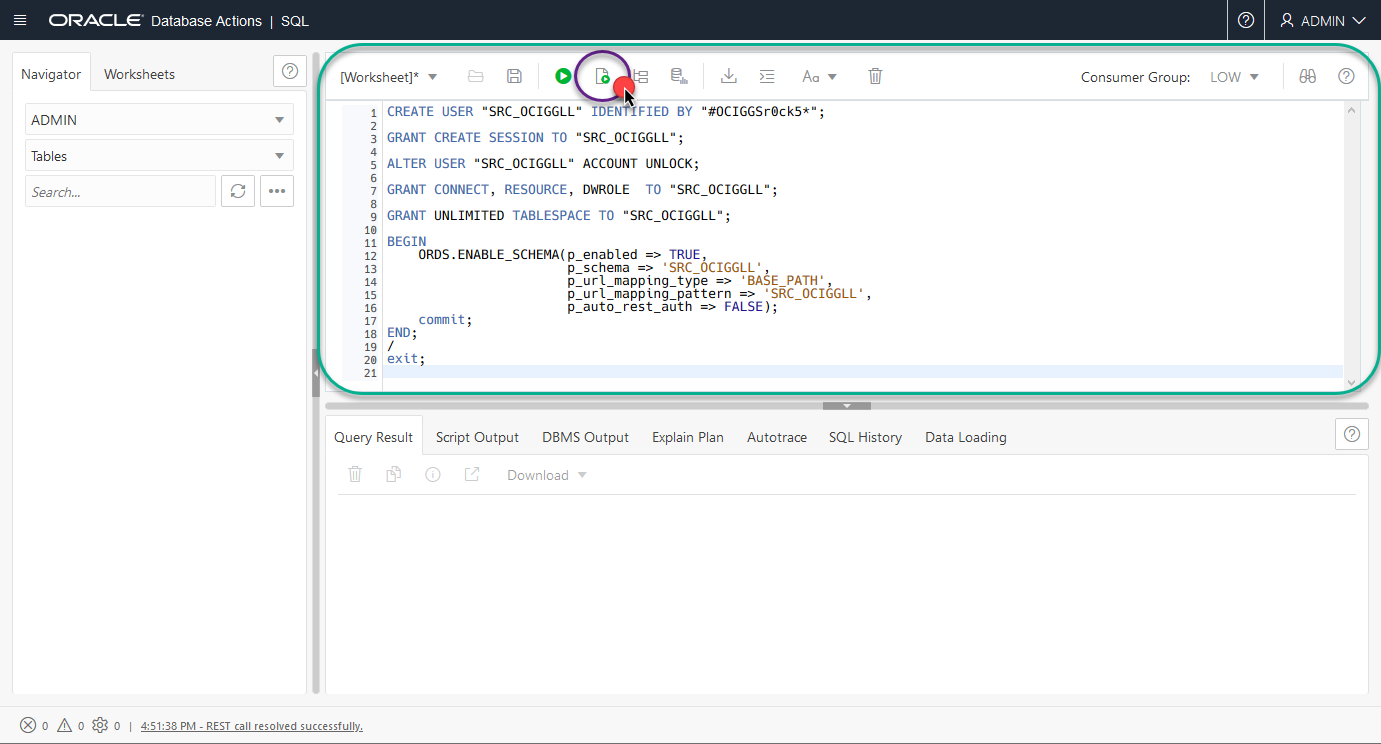 ORACLE Database Actions | SQL
ADMIN
Navigator
Worksheets
ADMIN
Tables
Search...
[Worksheet]*
Aa
Consumer Group: LOW
1 CREATE USER "SRC_OCIGGLL" IDENTIFIED BY "#OCIGGSr0ck5*";
2
3 GRANT CREATE SESSION TO "SRC_OCIGGLL";
4
5 ALTER USER "SRC_OCIGGLL" ACCOUNT UNLOCK;
6
7 GRANT CONNECT, RESOURCE, DWROLE  TO "SRC_OCIGGLL";
8
9 GRANT UNLIMITED TABLESPACE TO "SRC_OCIGGLL";
10
11 BEGIN
12     ORDS.ENABLE_SCHEMA(p_enabled => TRUE,
13                        p_schema => 'SRC_OCIGGLL',
14                        p_url_mapping_type => 'BASE_PATH',
15                        p_url_mapping_pattern => 'SRC_OCIGGLL',
16                        p_auto_rest_auth => FALSE);
17     commit;
18 END;
19 /
20 exit;
21
Query Result
Script Output
DBMS Output
Explain Plan
Autotrace
SQL History
Data Loading
Download
0 0 0 | 4:51:38 PM - REST call resolved successfully.